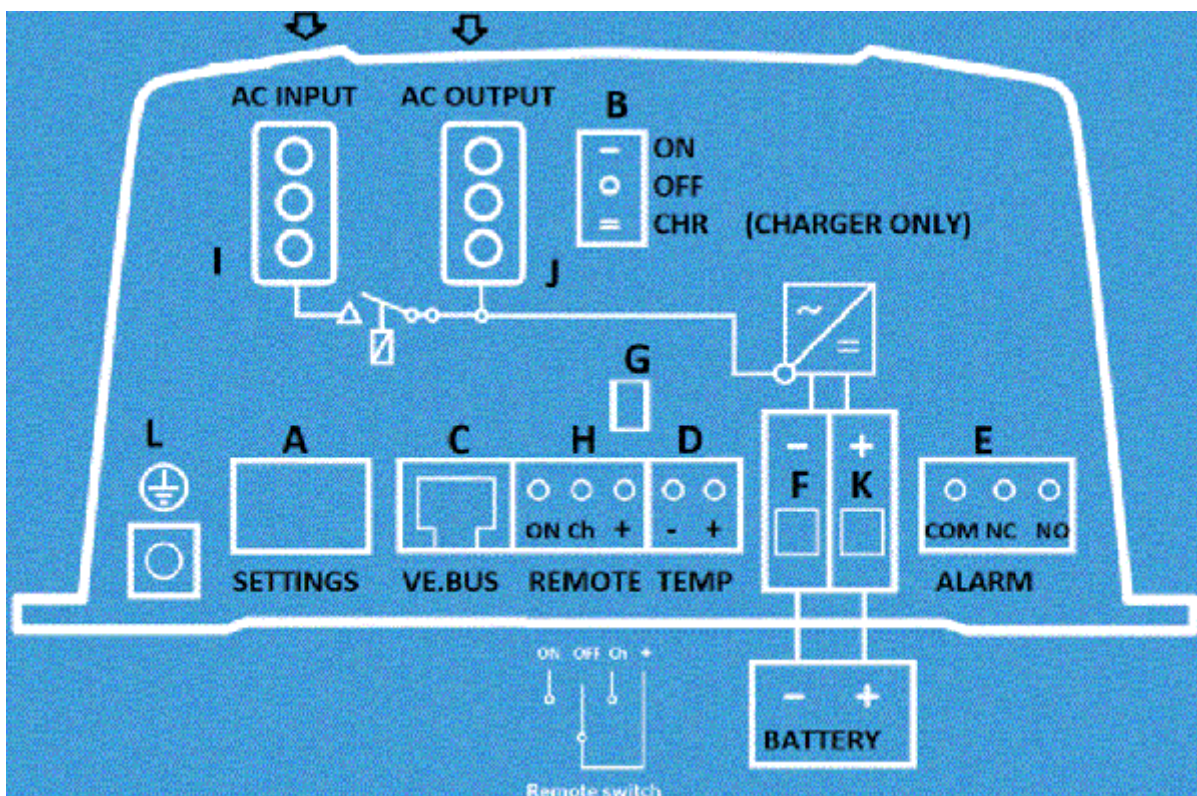 AC INPUT AC OUTPUT B
ON
OFF
CHR (CHARGER ONLY)
I J
~
=
G
L A C H D - + E
F K
ON Ch + - + COM NC NO
SETTINGS VE.BUS REMOTE TEMP ALARM
ON OFF Ch +
- +
BATTERY
Remote switch